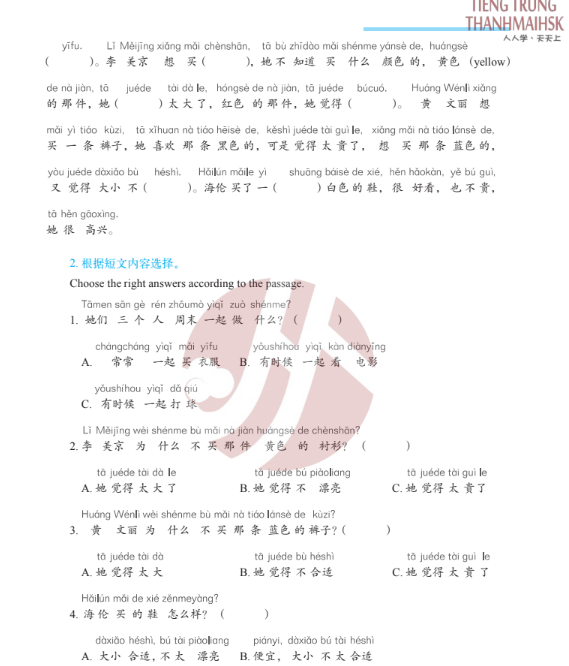 TIENG TRUNG
THANHMAIHSK
人人学·天天上
yīfu. Lǐ Měijīng xiǎng mǎi chènshān, tā bù zhīdào mǎi shénme yánsè de, huángsè
( )。李 美京 想 买 ( ), 她 不 知道 买 什么 颜色 的, 黄色 (yellow)
de nà jiàn, tā juéde tài dà le, hóngsè de nà jiàn, tā juéde búcuó. Huáng Wénlì xiǎng
的 那 件, 她 ( ) 太 大 了, 红色 的 那 件, 她 觉得 ( )。 黄 文丽 想
mǎi yì tiáo kùzi, tā xǐhuan nà tiáo hēisè de, kěshì juéde tài guì le, xiǎng mǎi nà tiáo lánsè de,
买 一 条 裤子, 她 喜欢 那 条 黑色 的, 可是 觉得 太 贵 了, 想 买 那 条 蓝色 的,
yòu juéde dàxiǎo bù héshì. Hǎilún mǎile yì shuāng báisè de xié, hěn hǎokàn, yě bú guì,
又 觉得 大小 不 ( )。海伦 买了 一 ( ) 白色 的 鞋, 很 好看, 也 不 贵,
tā hěn gāoxìng.
她 很 高兴。
2. 根据短文内容选择。
Choose the right answers according to the passage.
Tāmen sān gè rén zhōumò yìqǐ zuò shénme?
1. 她们 三 个 人 周末 一起 做 什么? ( )
chángcháng yìqǐ mǎi yīfu yǒushíhou yìqǐ kàn diànyǐng
A. 常常 一起 买 衣服 B. 有时候 一起 看 电影
yǒushíhou yìqǐ dǎ qiú
C. 有时候 一起 打 球
Lǐ Měijīng wèi shénme bù mǎi nà jiàn huángsè de chènshān?
2. 李 美京 为 什么 不 买 那 件 黄色 的 衬衫? ( )
tā juéde tài dà le tā juéde bú piàoliang tā juéde tài guì le
A. 她 觉得 太 大 了 B. 她 觉得 不 漂亮 C. 她 觉得 太 贵 了
Huáng Wénlì wèi shénme bù mǎi nà tiáo lánsè de kùzi?
3. 黄 文丽 为 什么 不 买 那 条 蓝色 的 裤子? ( )
tā juéde tài dà tā juéde bù héshì tā juéde tài guì le
A. 她 觉得 太 大 B. 她 觉得 不 合适 C. 她 觉得 太 贵 了
Hǎilún mǎi de xié zěnmeyàng?
4. 海伦 买 的 鞋 怎么样? ( )
dàxiǎo héshì, bú tài piàoliang piányi, dàxiǎo bú tài héshì
A. 大小 合适, 不 太 漂亮 B. 便宜, 大小 不 太 合适